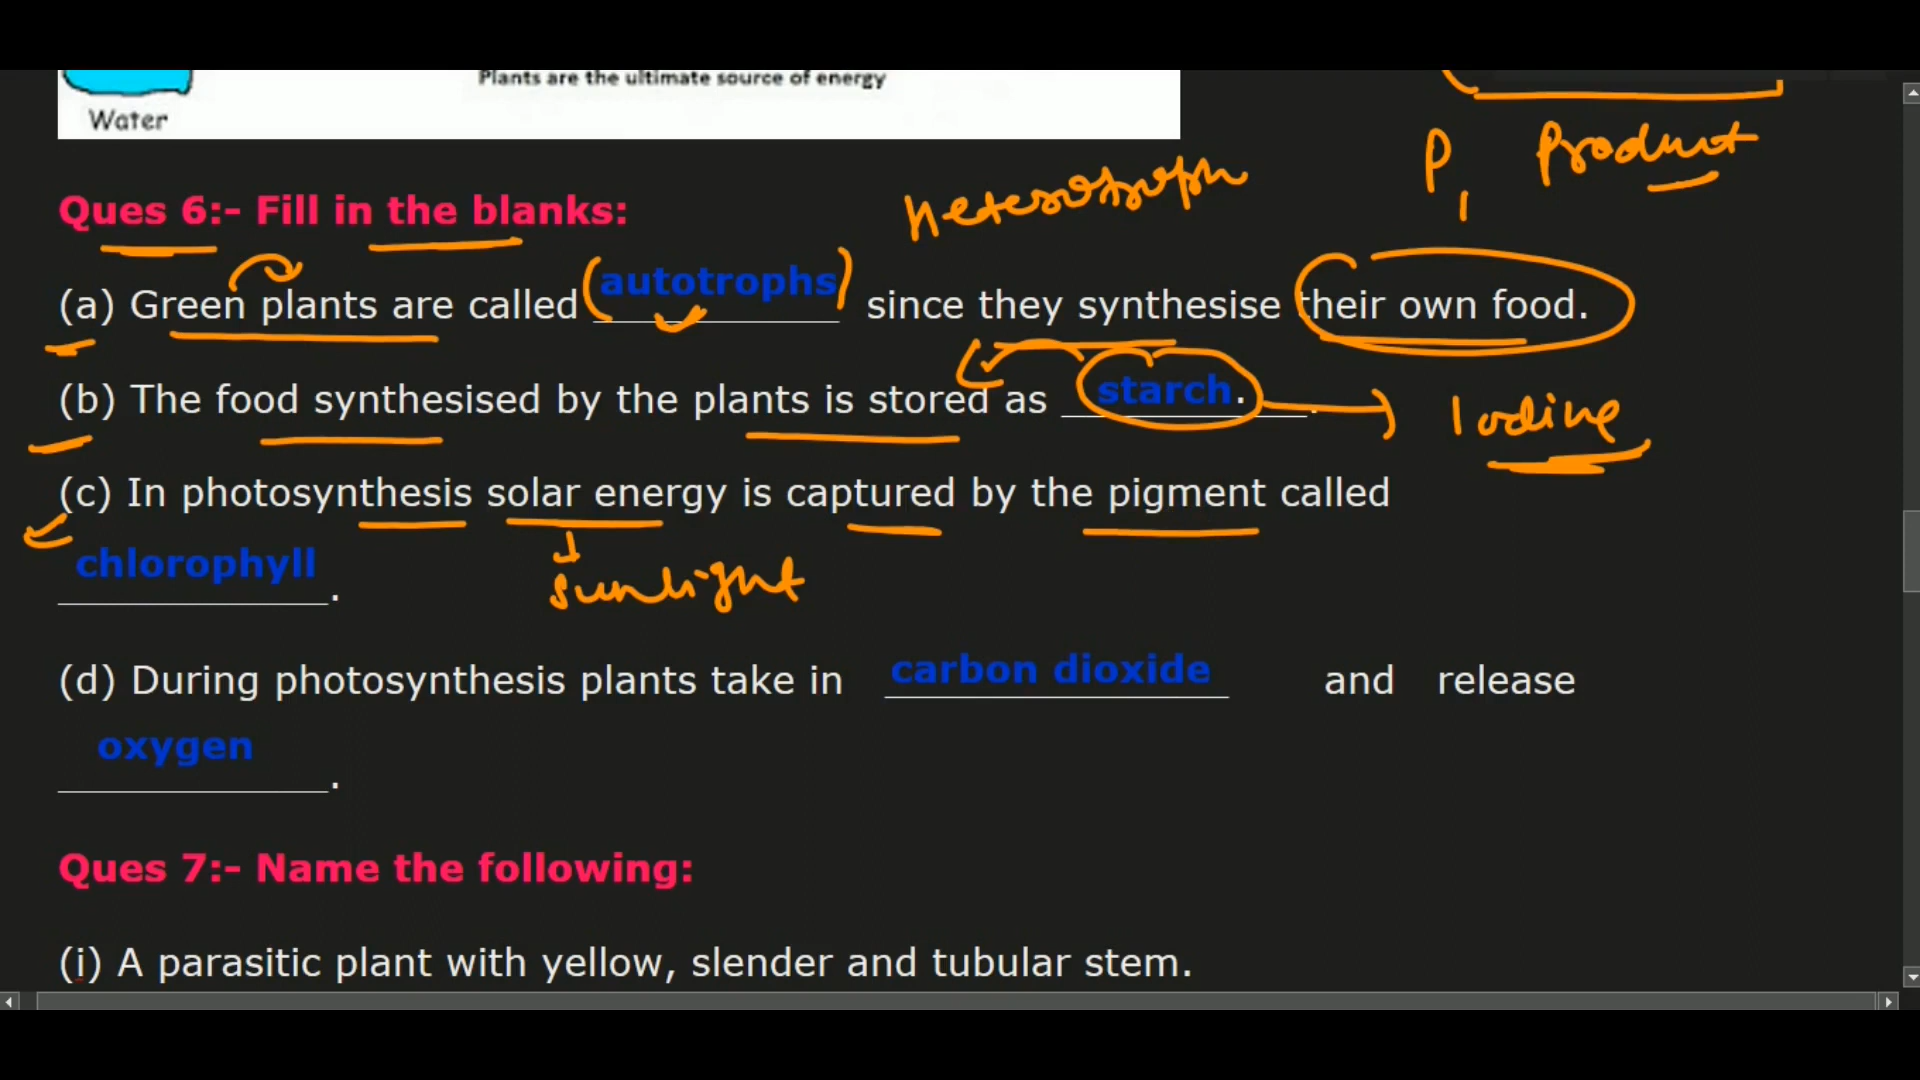 Plants are the ultimate source of energy
Water
P, Product
heterotroph
Ques 6:- Fill in the blanks:
(a) Green plants are called (autotrophs) since they synthesise their own food.
(b) The food synthesised by the plants is stored as starch. . Iodine
(c) In photosynthesis solar energy is captured by the pigment called
chlorophyll.
sunlight
(d) During photosynthesis plants take in carbon dioxide and release
oxygen.
Ques 7:- Name the following:
(i) A parasitic plant with yellow, slender and tubular stem.